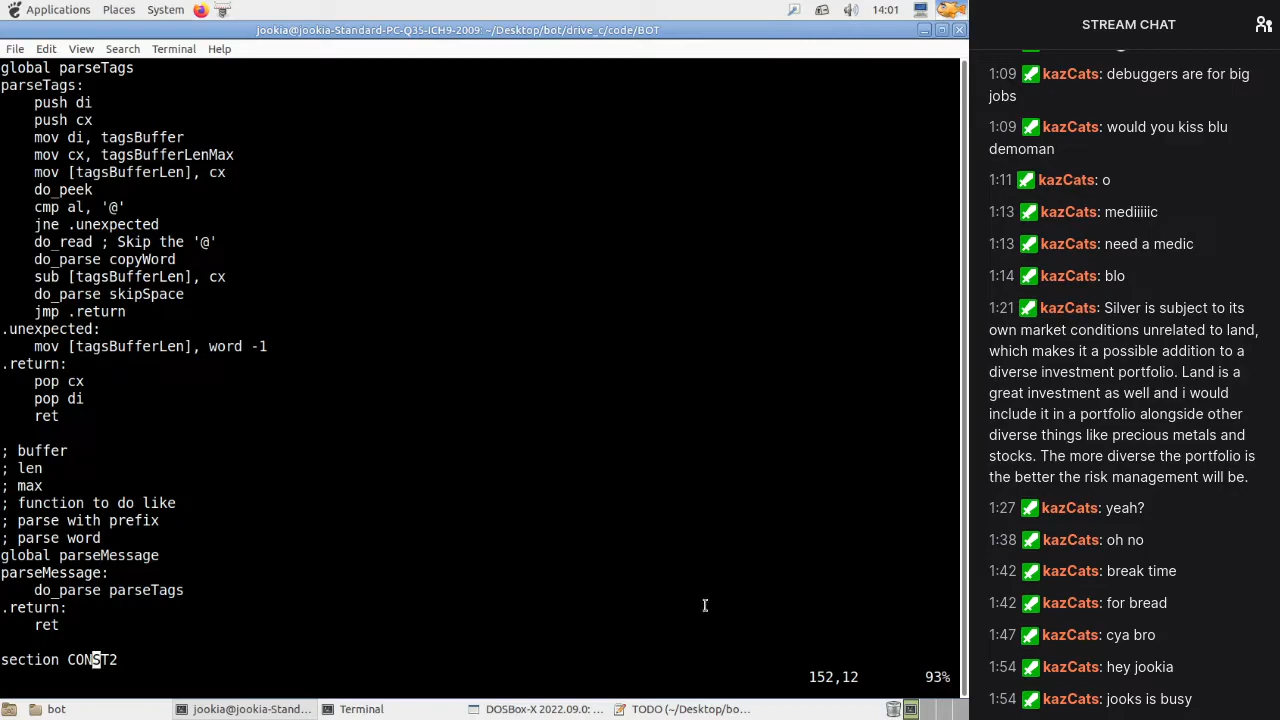 Applications Places System 14:01
jookia@jookia-Standard-PC-Q35-ICH9-2009: ~/Desktop/bot/drive_c/code/BOT
File Edit View Search Terminal Help
global parseTags
parseTags:
push di
push cx
mov di, tagsBuffer
mov cx, tagsBufferLenMax
mov [tagsBufferLen], cx
do_peek
cmp al, '@'
jne .unexpected
do_read ; Skip the '@'
do_parse copyWord
sub [tagsBufferLen], cx
do_parse skipSpace
jmp .return
.unexpected:
mov [tagsBufferLen], word -1
.return:
pop cx
pop di
ret
; buffer
; len
; max
; function to do like
; parse with prefix
; parse word
global parseMessage
parseMessage:
do_parse parseTags
.return:
ret
section CONST2
152,12 93%
bot jookia@jookia-Stand... Terminal DOSBox-X 2022.09.0: ... TODO (~/Desktop/bo...
STREAM CHAT
1:09 kazCats: debuggers are for big
jobs
1:09 kazCats: would you kiss blu
demoman
1:11 kazCats: o
1:13 kazCats: mediiiiic
1:13 kazCats: need a medic
1:14 kazCats: blo
1:21 kazCats: Silver is subject to its
own market conditions unrelated to land,
which makes it a possible addition to a
diverse investment portfolio. Land is a
great investment as well and i would
include it in a portfolio alongside other
diverse things like precious metals and
stocks. The more diverse the portfolio is
the better the risk management will be.
1:27 kazCats: yeah?
1:38 kazCats: oh no
1:42 kazCats: break time
1:42 kazCats: for bread
1:47 kazCats: cya bro
1:54 kazCats: hey jookia
1:54 kazCats: jooks is busy